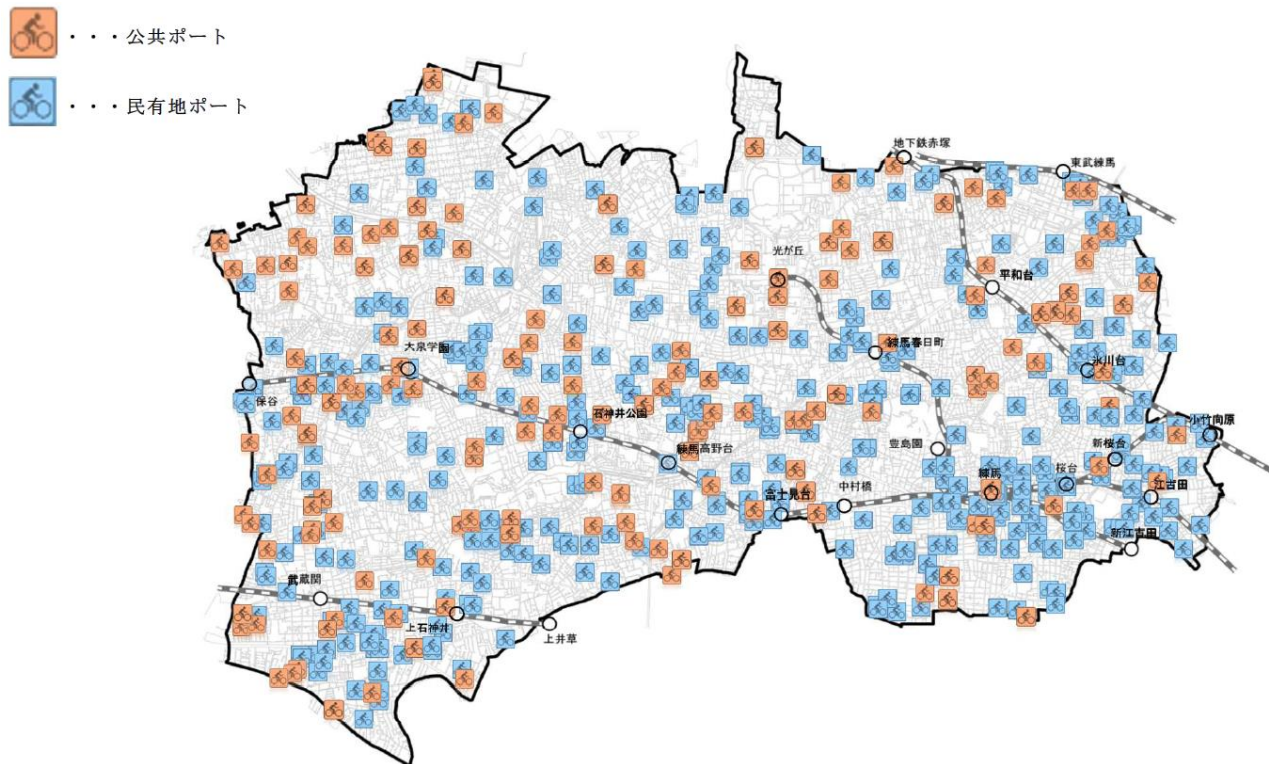 ・・・公共ポート
・・・民有地ポート
地下鉄赤塚
東武練馬
光が丘
平和台
大泉学園
練馬春日町
氷川台
保谷
石神井公園
小竹向原
豊島園
新桜台
練馬高野台
練馬
桜台
富士見台
中村橋
江古田
新江古田
武蔵関
上石神井
上井草